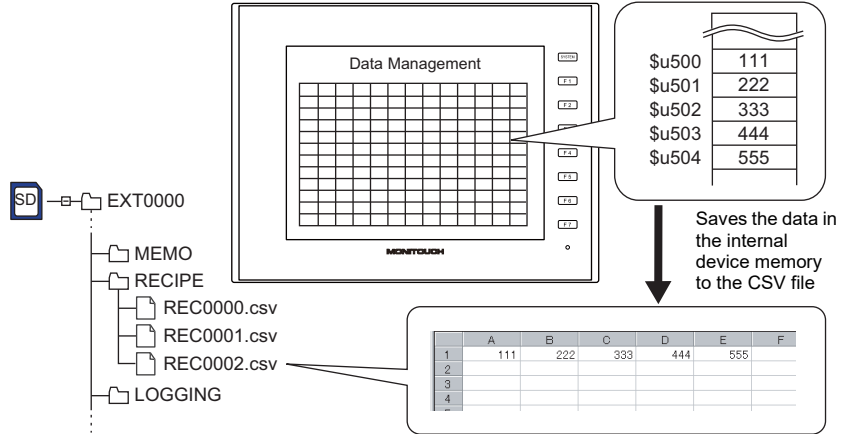 Data Management
SYSTEM
F1
F2
F4
F5
F6
F7
MONITOUCH
$u500 111
$u501 222
$u502 333
$u503 444
$u504 555
Saves the data in
the internal
device memory
to the CSV file
SD
EXT0000
MEMO
RECIPE
REC0000.csv
REC0001.csv
REC0002.csv
LOGGING
A B C D E F
1 111 222 333 444 555
2
3
4